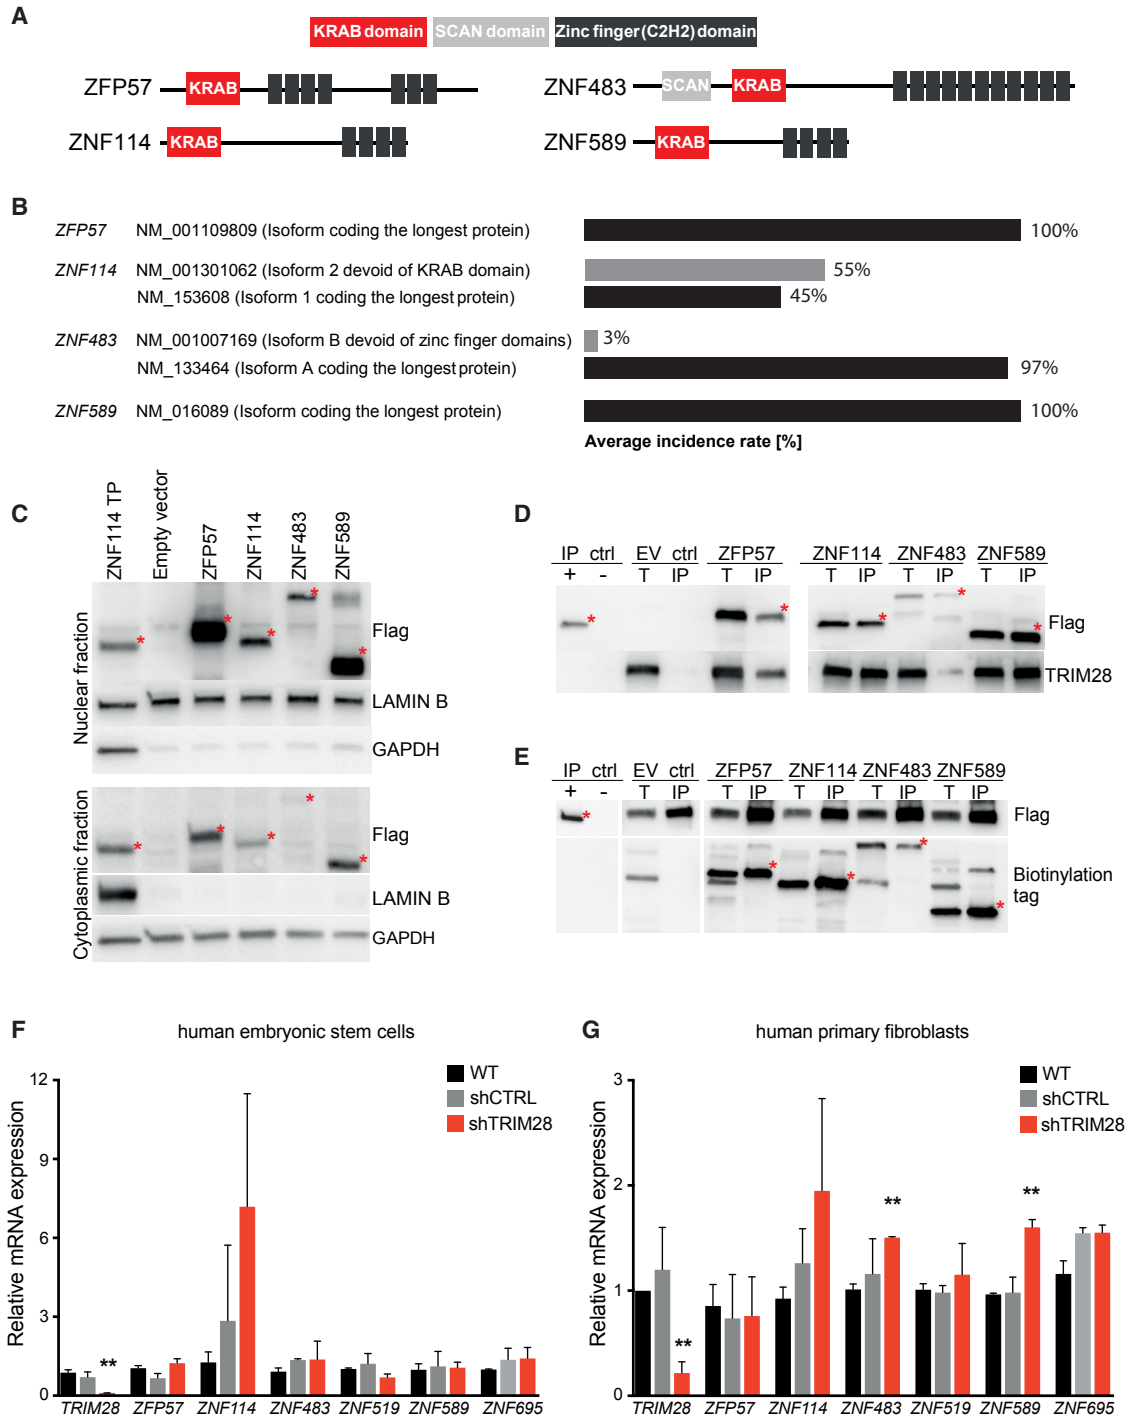 A
KRAB domain SCAN domain Zinc finger (C2H2) domain
ZFP57 KRAB
ZNF483 SCAN KRAB
ZNF114 KRAB
ZNF589 KRAB
B
ZFP57 NM_001109809 (Isoform coding the longest protein) 100%
ZNF114 NM_001301062 (Isoform 2 devoid of KRAB domain) 55%
NM_153608 (Isoform 1 coding the longest protein) 45%
ZNF483 NM_001007169 (Isoform B devoid of zinc finger domains) 3%
NM_133464 (Isoform A coding the longest protein) 97%
ZNF589 NM_016089 (Isoform coding the longest protein) 100%
Average incidence rate [%]
C
ZNF114 TP
Empty vector
ZFP57
ZNF114
ZNF483
ZNF589
Nuclear fraction
* * * * *
Flag
LAMIN B
GAPDH
Cytoplasmic fraction
* * * * *
Flag
LAMIN B
GAPDH
D
IP ctrl EV ctrl ZFP57 ZNF114 ZNF483 ZNF589
+ - T IP T IP T IP T IP T IP
* * * * *
Flag
TRIM28
E
IP ctrl EV ctrl ZFP57 ZNF114 ZNF483 ZNF589
+ - T IP T IP T IP T IP T IP
*
Flag
* * * *
Biotinylation
tag
F
human embryonic stem cells
WT
shCTRL
shTRIM28
Relative mRNA expression
12
9
6
3
0
**
TRIM28 ZFP57 ZNF114 ZNF483 ZNF519 ZNF589 ZNF695
G
human primary fibroblasts
WT
shCTRL
shTRIM28
Relative mRNA expression
3
2
1
0
** ** **
TRIM28 ZFP57 ZNF114 ZNF483 ZNF519 ZNF589 ZNF695